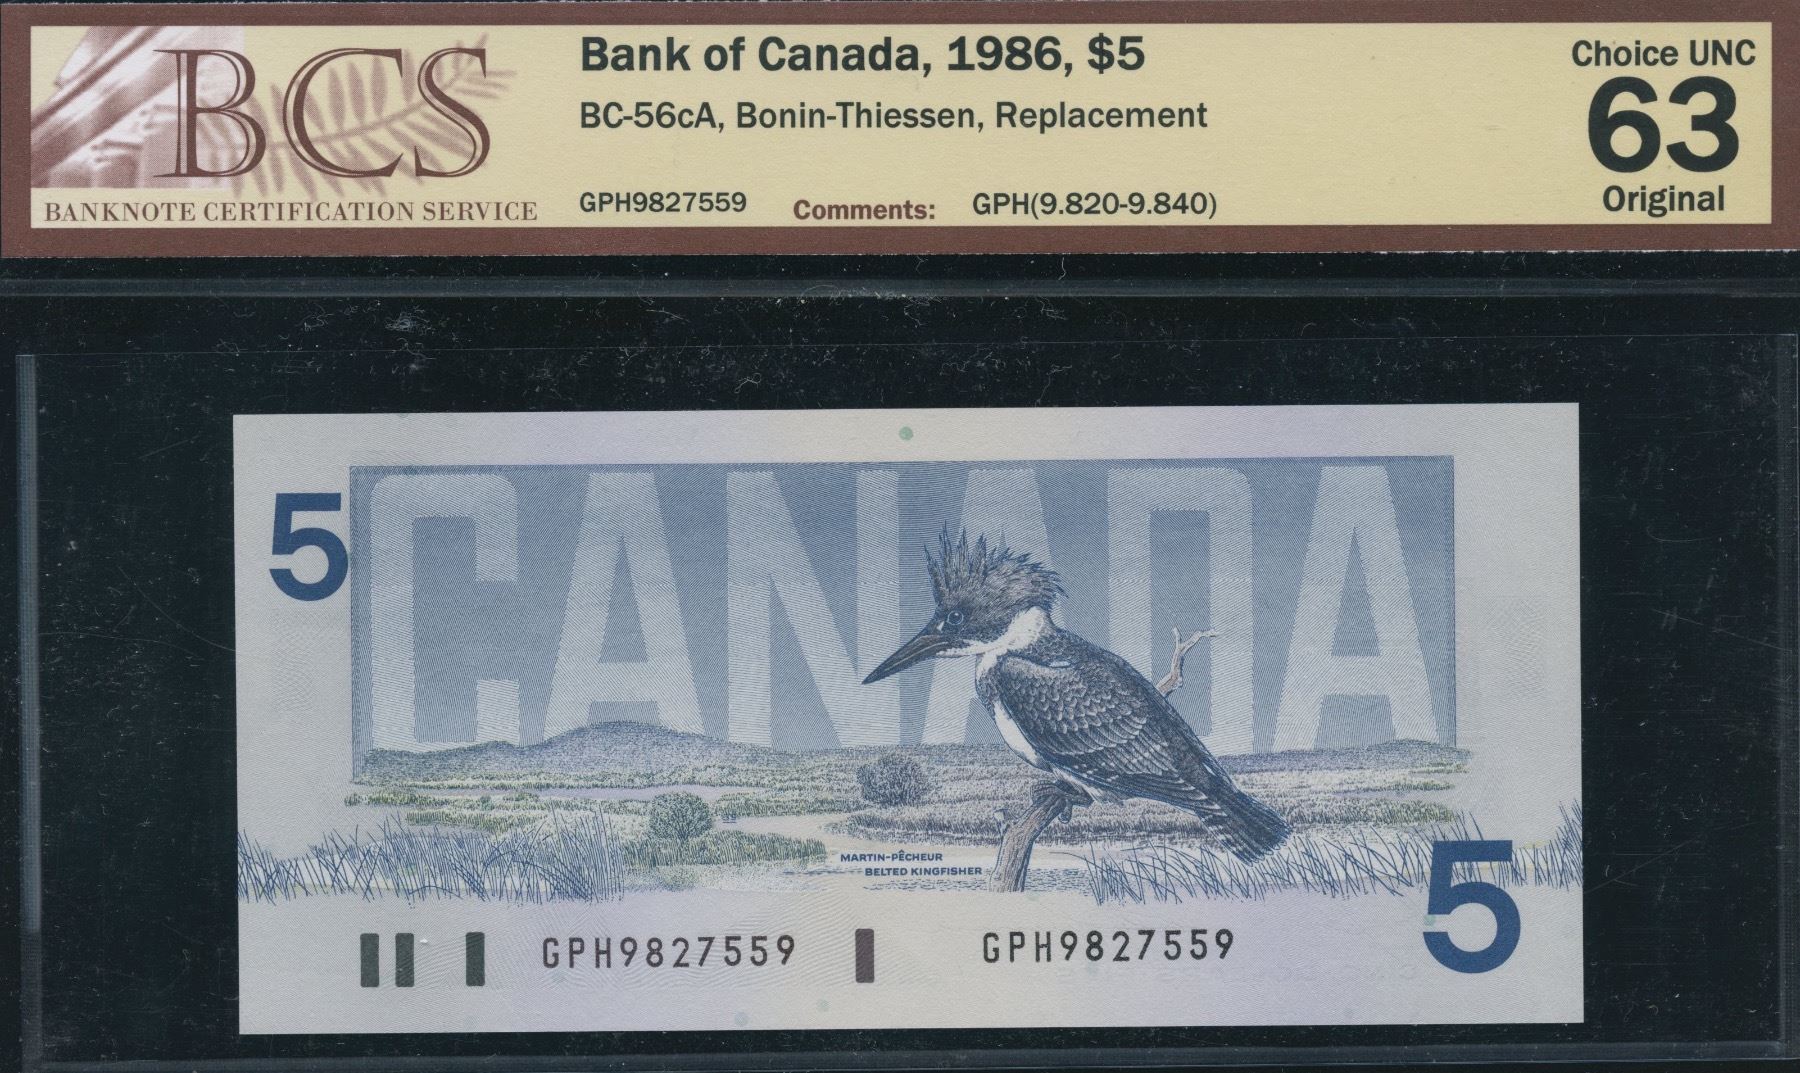 BCS
BANKNOTE CERTIFICATION SERVICE
Bank of Canada, 1986, $5
BC-56cA, Bonin-Thiessen, Replacement
GPH9827559 Comments: GPH(9.820-9.840)
Choice UNC
63
Original
5
CANADA
MARTIN-PÊCHEUR
BELTED KINGFISHER
5
GPH9827559 GPH9827559